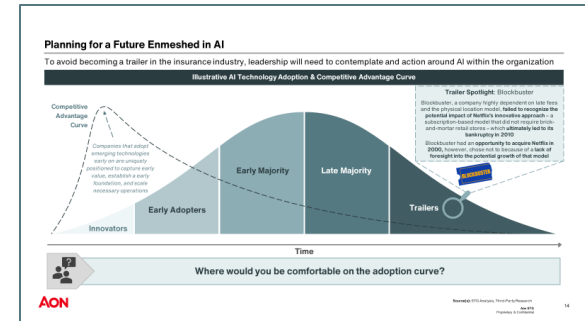 Planning for a Future Enmeshed in AI
To avoid becoming a trailer in the insurance industry, leadership will need to contemplate and action around AI within the organization
Illustrative AI Technology Adoption & Competitive Advantage Curve
Competitive
Advantage
Curve
Companies that adopt
emerging technologies
early on are uniquely
positioned to capture early
value, establish a early
foundation, and scale
necessary operations
Trailer Spotlight: Blockbuster
Blockbuster, a company highly dependent on late fees
and the physical location model, failed to recognize the
potential impact of Netflix's innovative approach – a
subscription-based model that did not require brick-
and-mortar retail stores – which ultimately led to its
bankruptcy in 2010
Blockbuster had an opportunity to acquire Netflix in
2000, however, chose not to because of a lack of
foresight into the potential growth of that model
BLOCKBUSTER
Innovators
Early Adopters
Early Majority
Late Majority
Trailers
Time
Where would you be comfortable on the adoption curve?
AON
Source(s): STG Analysis, Third Party Research
Aon STG
Proprietary & Confidential
14